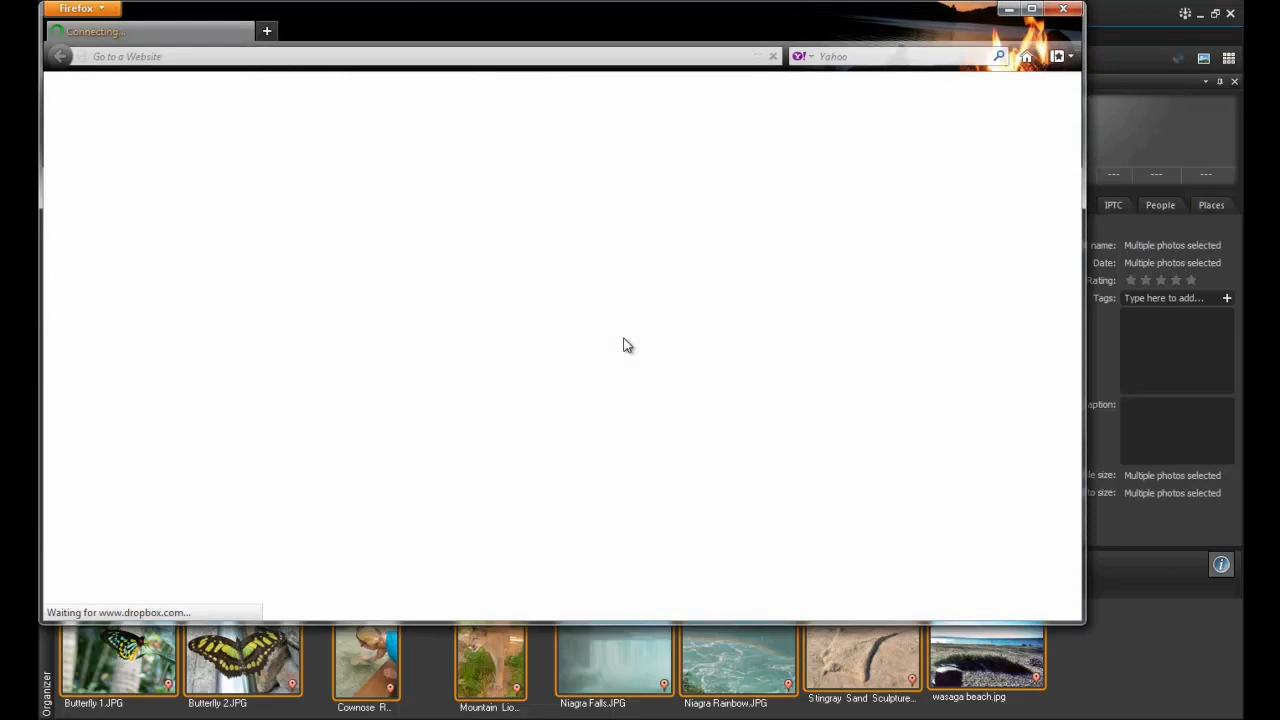 Firefox
Connecting...
Go to a Website
Yahoo
--- --- ---
IPTC People Places
name: Multiple photos selected
Date: Multiple photos selected
Rating:
Tags: Type here to add... +
aption:
le size: Multiple photos selected
to size: Multiple photos selected
Waiting for www.dropbox.com...
Organizer
Butterfly 1.JPG
Butterfly 2.JPG
Cownose R...
Mountain Lio...
Niagra Falls.JPG
Niagra Rainbow.JPG
Stingray Sand Sculpture...
wasaga beach.jpg